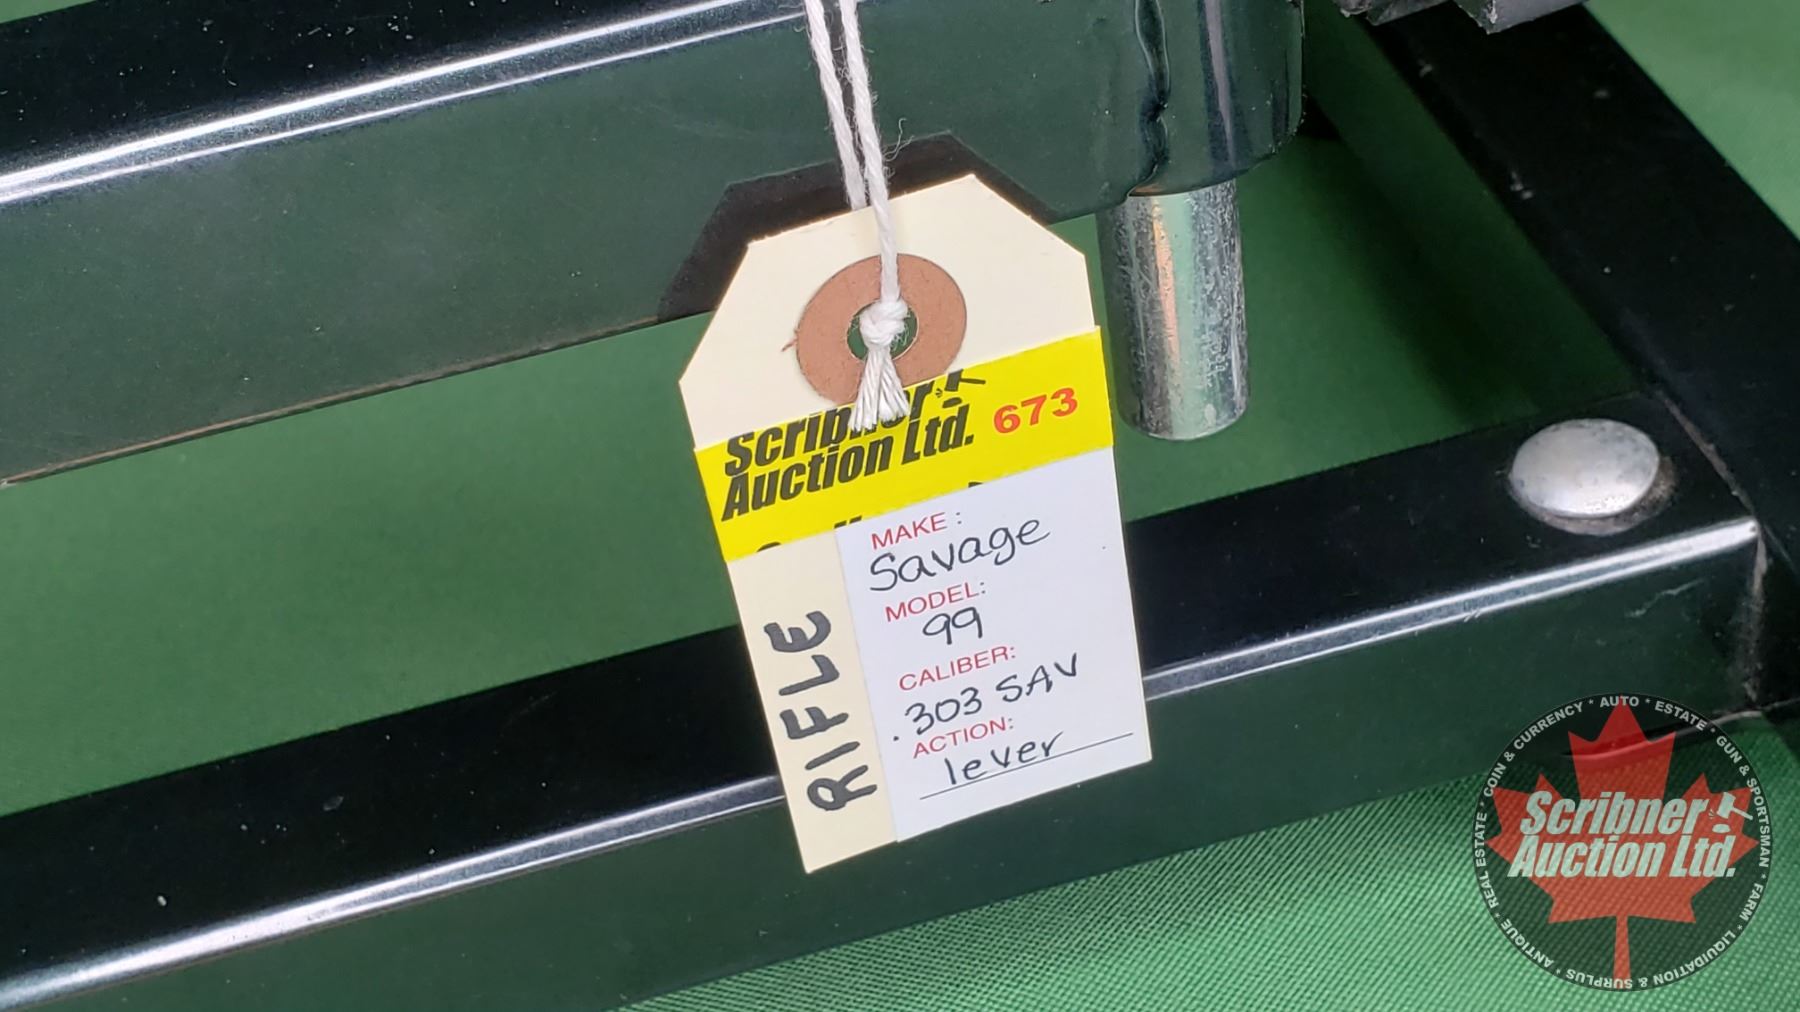 Scribner
Auction Ltd. 673
RIFLE
MAKE:
Savage
MODEL:
99
CALIBER:
.303 SAV
ACTION:
lever
Scribner
Auction Ltd.
* COIN & CURRENCY * AUTO * ESTATE * GUN & SPORTSMAN * FARM * LIQUIDATION & SURPLUS * ANTIQUE * REAL ESTATE